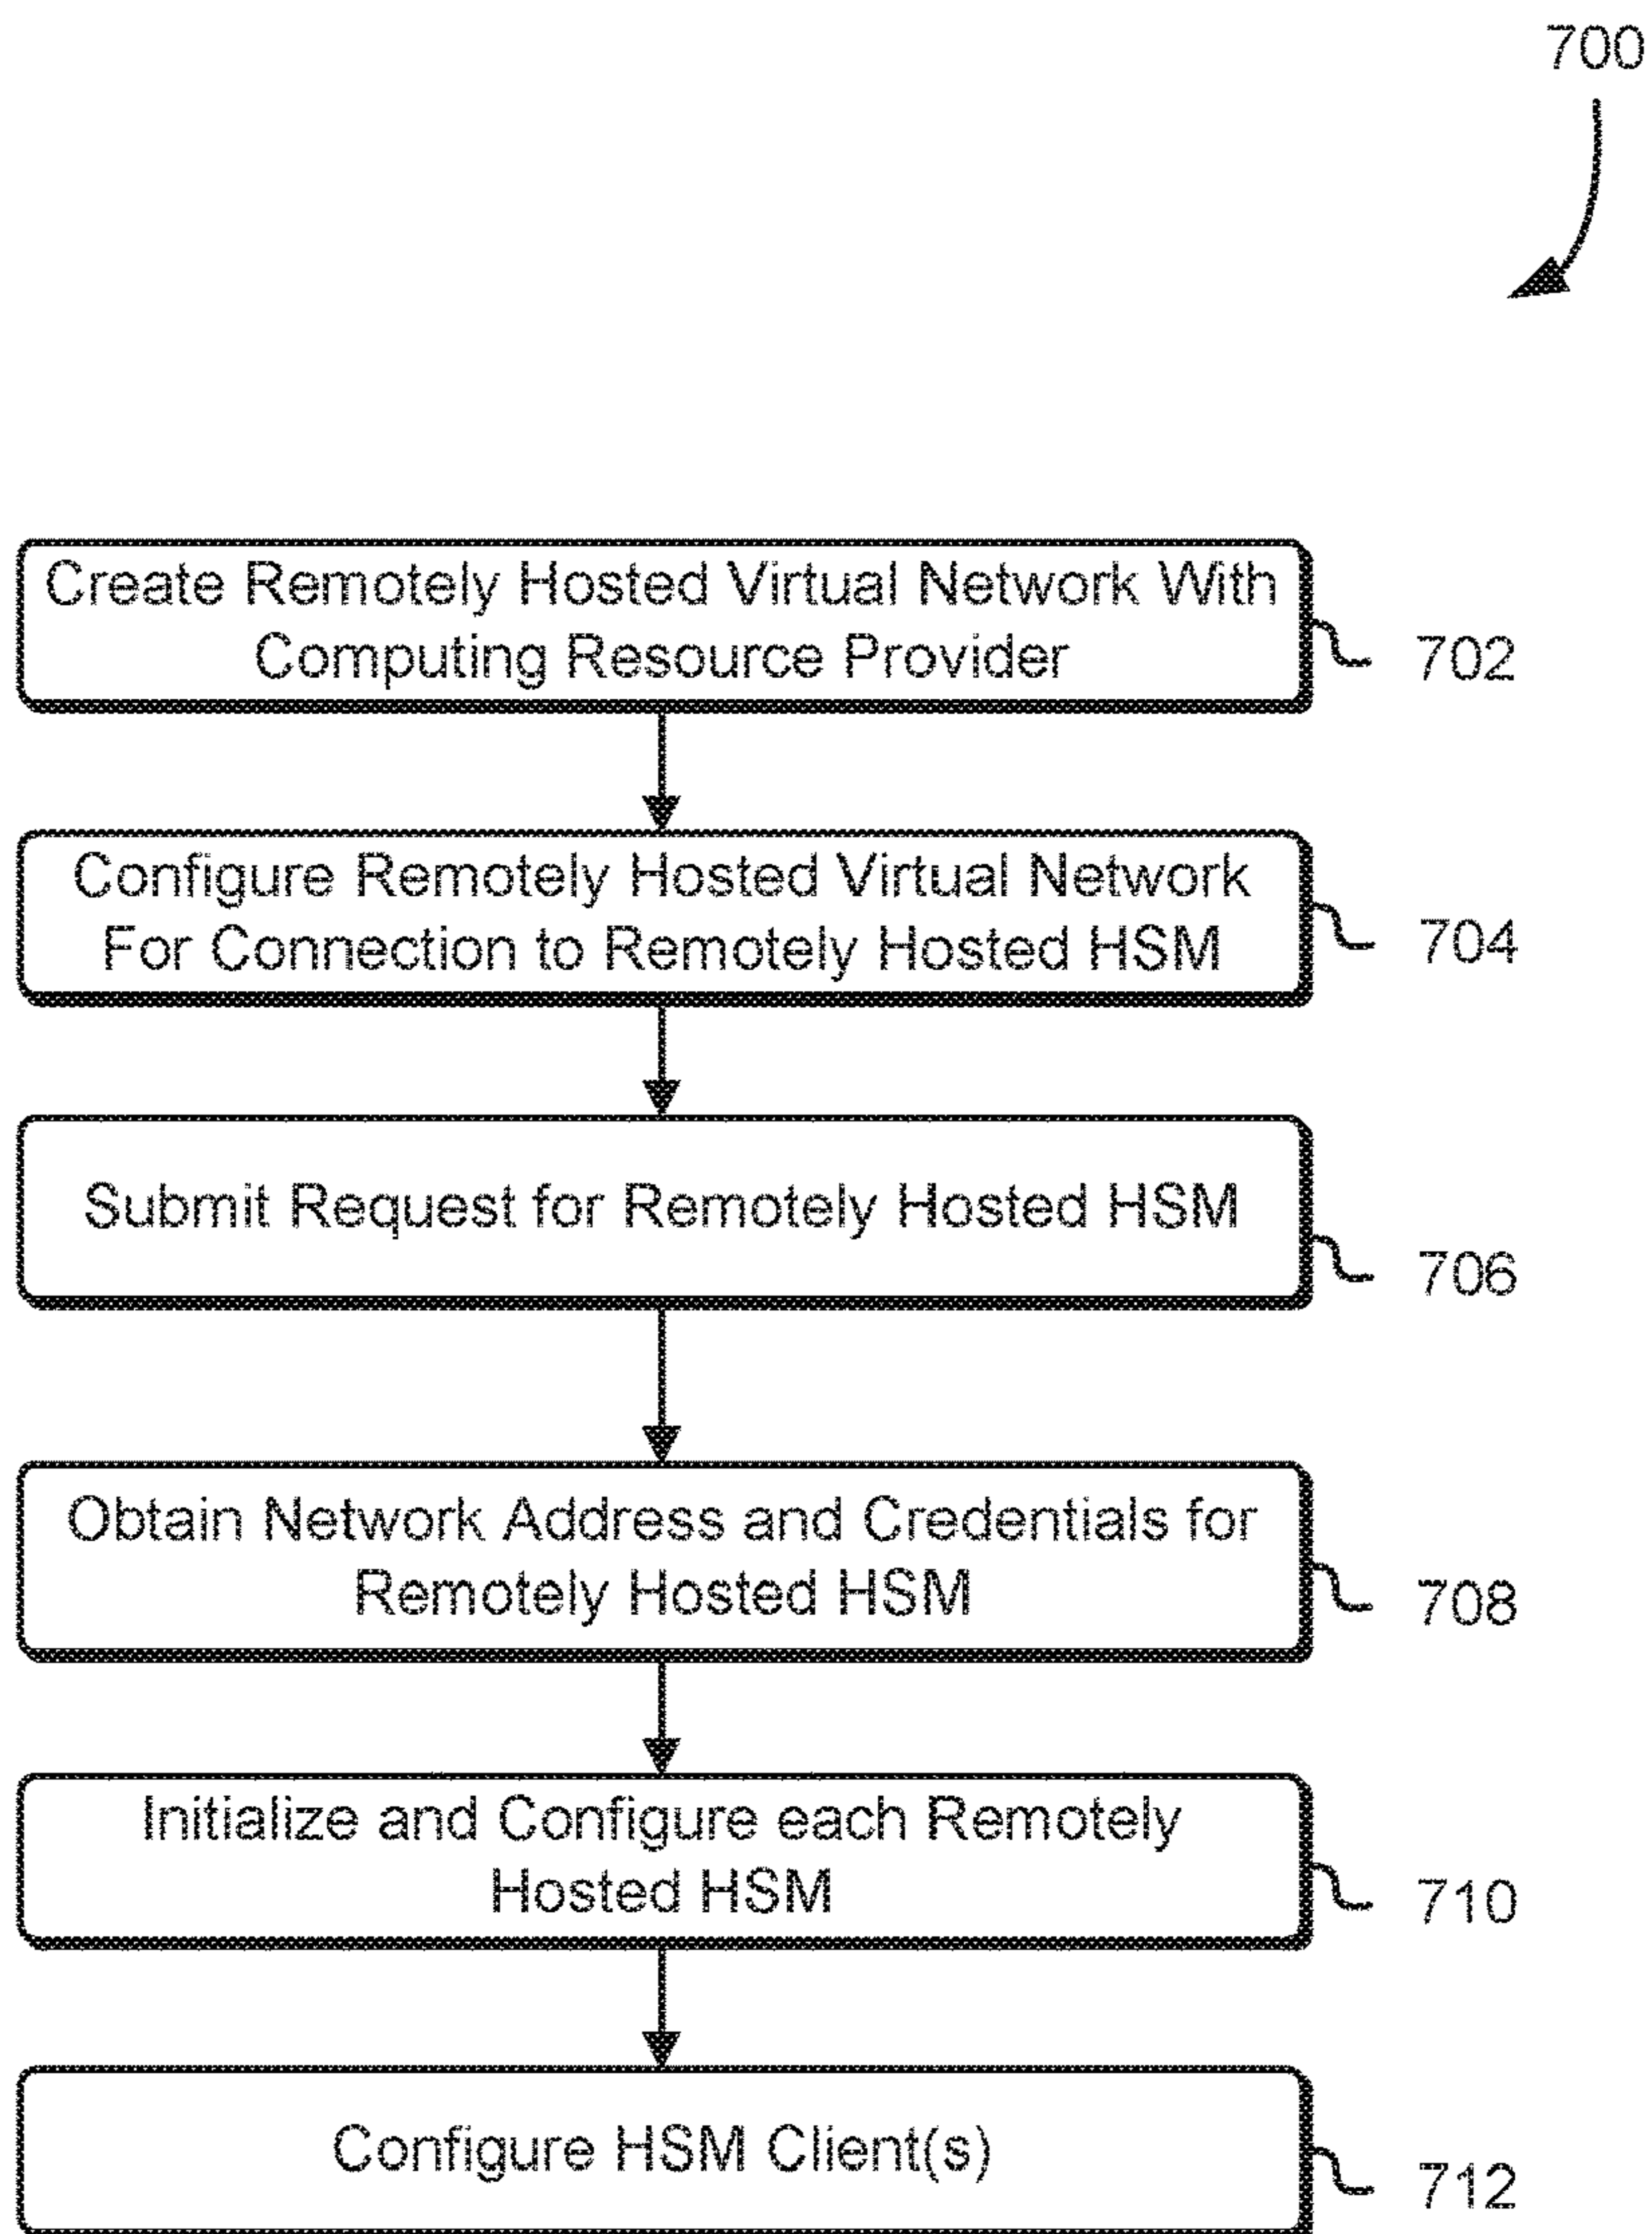 700
Create Remotely Hosted Virtual Network With
Computing Resource Provider
702
Configure Remotely Hosted Virtual Network
For Connection to Remotely Hosted HSM
704
Submit Request for Remotely Hosted HSM
706
Obtain Network Address and Credentials for
Remotely Hosted HSM
708
Initialize and Configure each Remotely
Hosted HSM
710
Configure HSM Client(s)
712